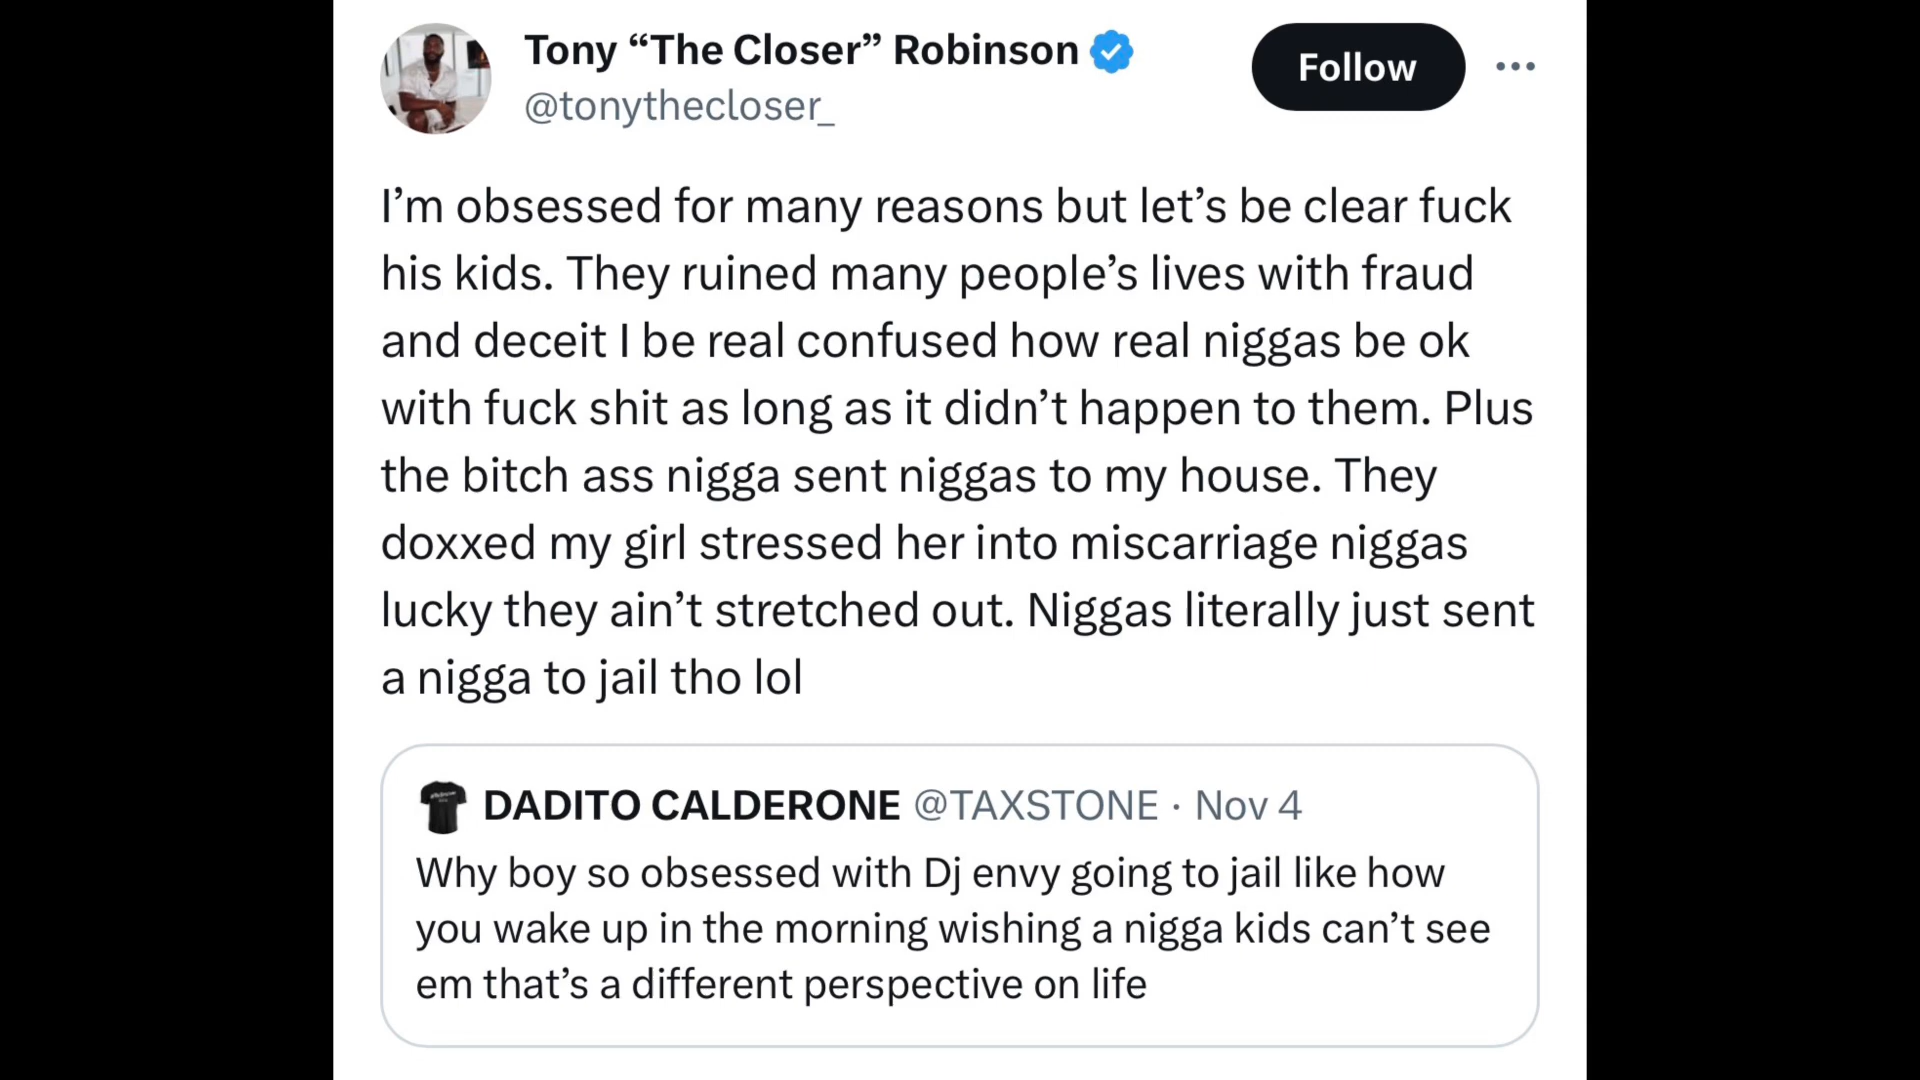 Tony “The Closer” Robinson
Follow
@tonythecloser_
I’m obsessed for many reasons but let’s be clear fuck
his kids. They ruined many people’s lives with fraud
and deceit I be real confused how real niggas be ok
with fuck shit as long as it didn’t happen to them. Plus
the bitch ass nigga sent niggas to my house. They
doxxed my girl stressed her into miscarriage niggas
lucky they ain’t stretched out. Niggas literally just sent
a nigga to jail tho lol
DADITO CALDERONE @TAXSTONE · Nov 4
Why boy so obsessed with Dj envy going to jail like how
you wake up in the morning wishing a nigga kids can’t see
em that’s a different perspective on life